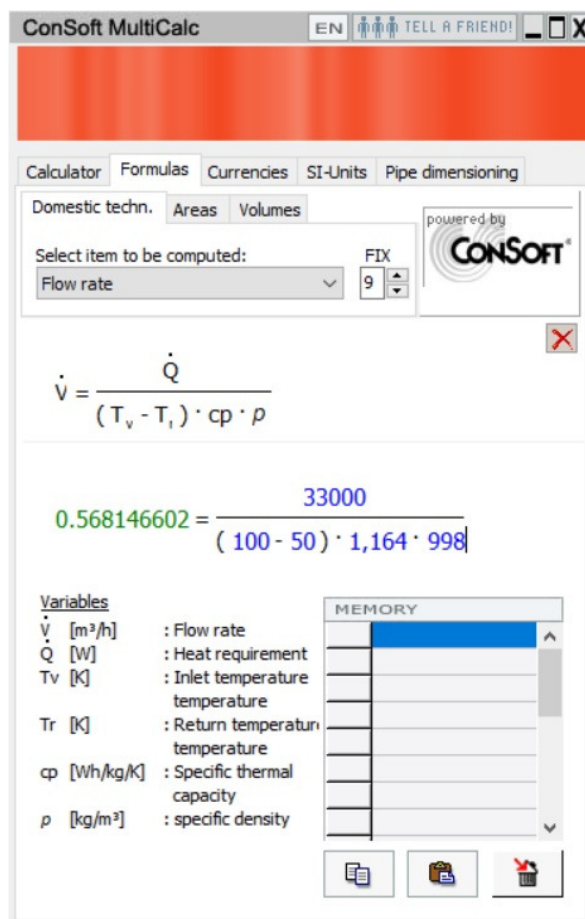 ConSoft MultiCalc EN TELL A FRIEND!
Calculator Formulas Currencies SI-Units Pipe dimensioning
Domestic techn. Areas Volumes
powered by
CONSOFT
Select item to be computed: FIX
Flow rate 9
V̇ = Q̇ / ( Tv - Tr ) · cp · ρ
0.568146602 = 33000 / ( 100 - 50 ) · 1,164 · 998
Variables
V̇ [m³/h] : Flow rate
Q̇ [W] : Heat requirement
Tv [K] : Inlet temperature
temperature
Tr [K] : Return temperature
temperature
cp [Wh/kg/K] : Specific thermal
capacity
ρ [kg/m³] : specific density
MEMORY